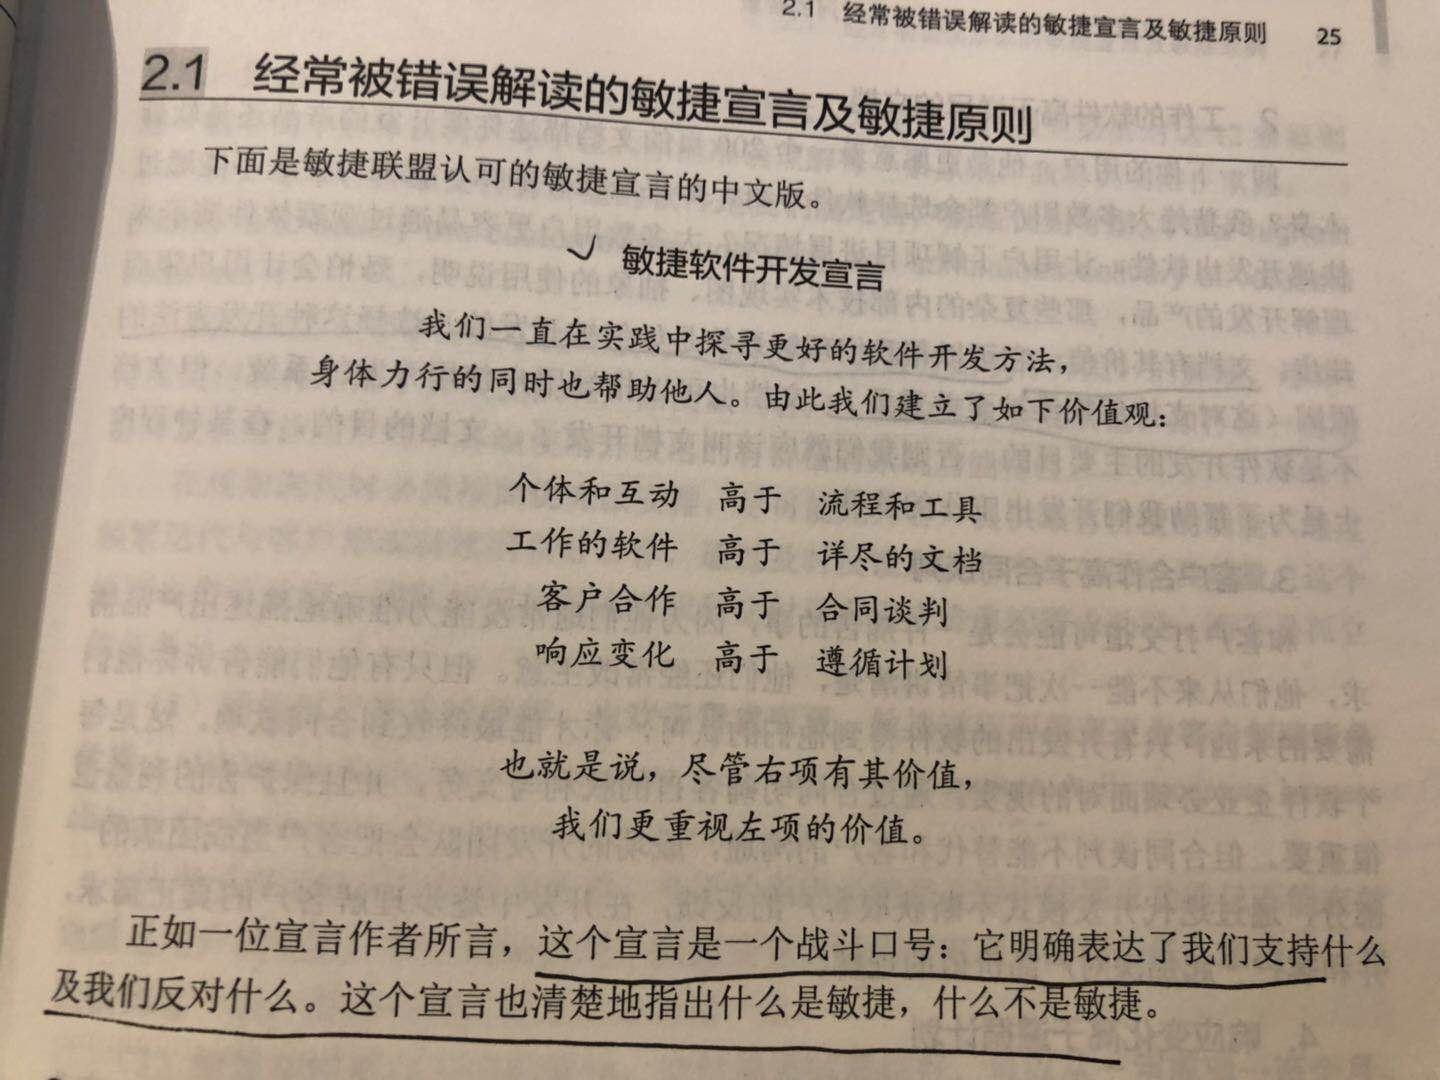 2.1 经常被错误解读的敏捷宣言及敏捷原则 25
2.1 经常被错误解读的敏捷宣言及敏捷原则
下面是敏捷联盟认可的敏捷宣言的中文版。
敏捷软件开发宣言
我们一直在实践中探寻更好的软件开发方法，
身体力行的同时也帮助他人。由此我们建立了如下价值观：
个体和互动 高于 流程和工具
工作的软件 高于 详尽的文档
客户合作 高于 合同谈判
响应变化 高于 遵循计划
也就是说，尽管右项有其价值，
我们更重视左项的价值。
正如一位宣言作者所言，这个宣言是一个战斗口号：它明确表达了我们支持什么
及我们反对什么。这个宣言也清楚地指出什么是敏捷，什么不是敏捷。